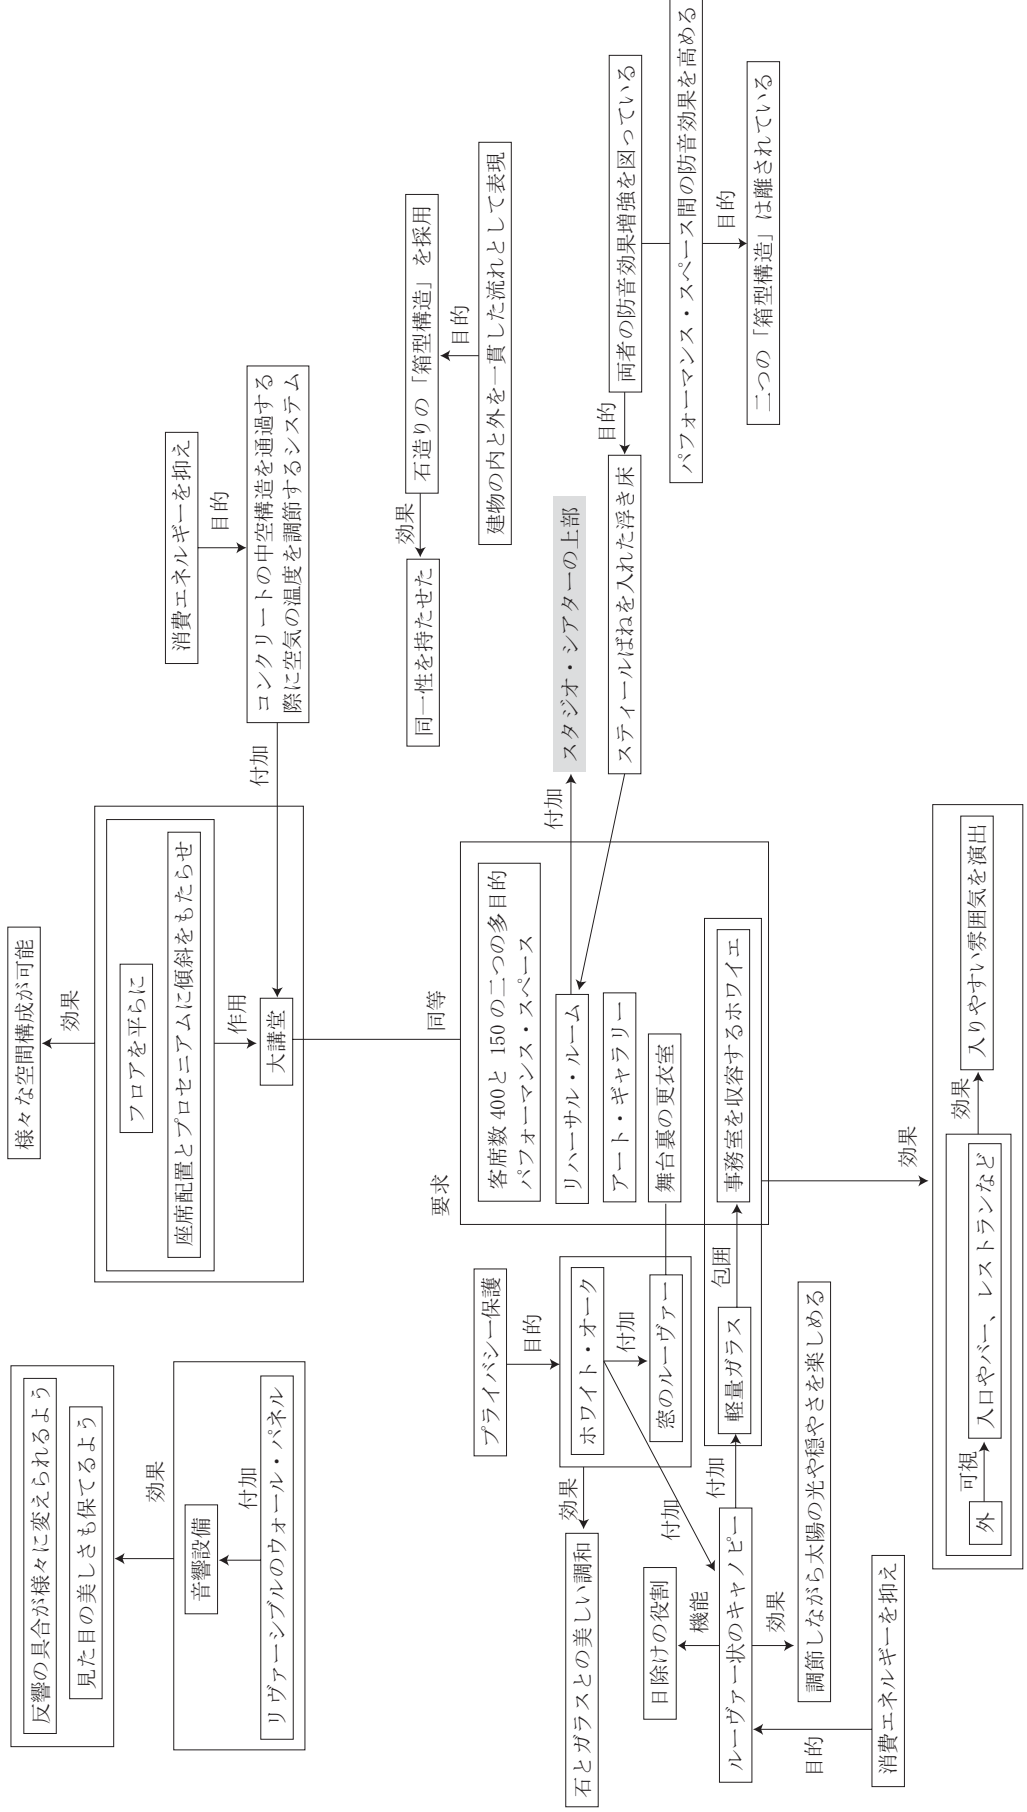 反響の具合が様々に変えられるよう
見た目の美しさも保てるよう
効果
音響設備
付加
リヴァーシブルのウォール・パネル
様々な空間構成が可能
効果
フロアを平らに
座席配置とプロセニアムに傾斜をもたらせ
作用
大講堂
付加
消費エネルギーを抑え
目的
コンクリートの中空構造を通過する
際に空気の温度を調節するシステム
同等
要求
客席数 400 と 150 の二つの多目的
パフォーマンス・スペース
リハーサル・ルーム
アート・ギャラリー
舞台裏の更衣室
事務室を収容するホワイエ
包囲
軽量ガラス
プライバシー保護
目的
ホワイト・オーク
付加
窓のルーヴァー
効果
石とガラスとの美しい調和
付加
付加
日除けの役割
機能
ルーヴァー状のキャノピー
効果
調節しながら太陽の光や穏やさを楽しめる
目的
消費エネルギーを抑え
効果
外
可視
入口やバー、レストランなど
効果
入りやすい雰囲気を演出
同一性を持たせた
効果
石造りの「箱型構造」を採用
目的
建物の内と外を一貫した流れとして表現
付加
スタジオ・シアターの上部
スティールばねを入れた浮き床
目的
両者の防音効果増強を図っている
パフォーマンス・スペース間の防音効果を高める
目的
二つの「箱型構造」は離されている